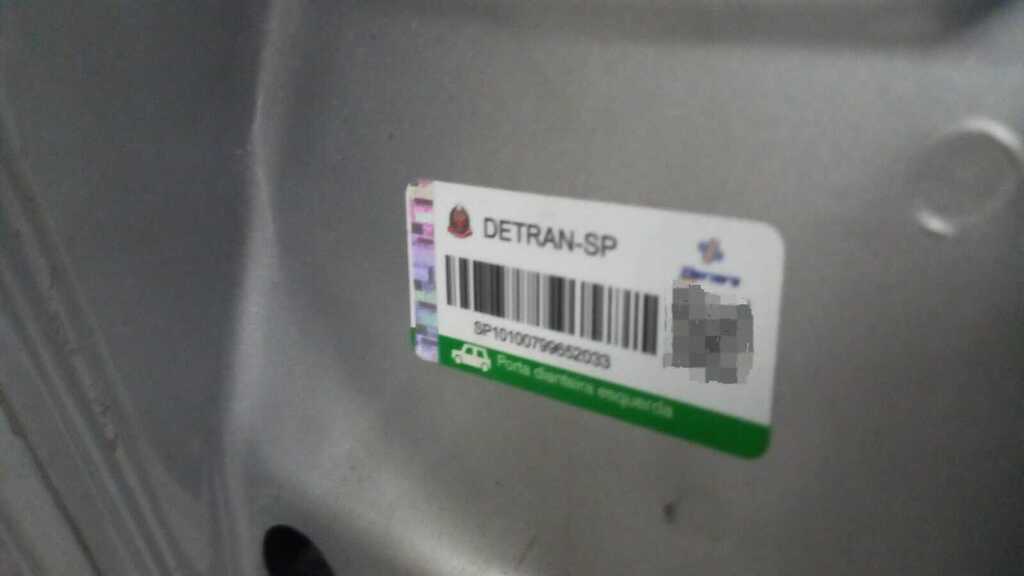 DETRAN-SP
SP10100799652033
Porta dianteira esquerda